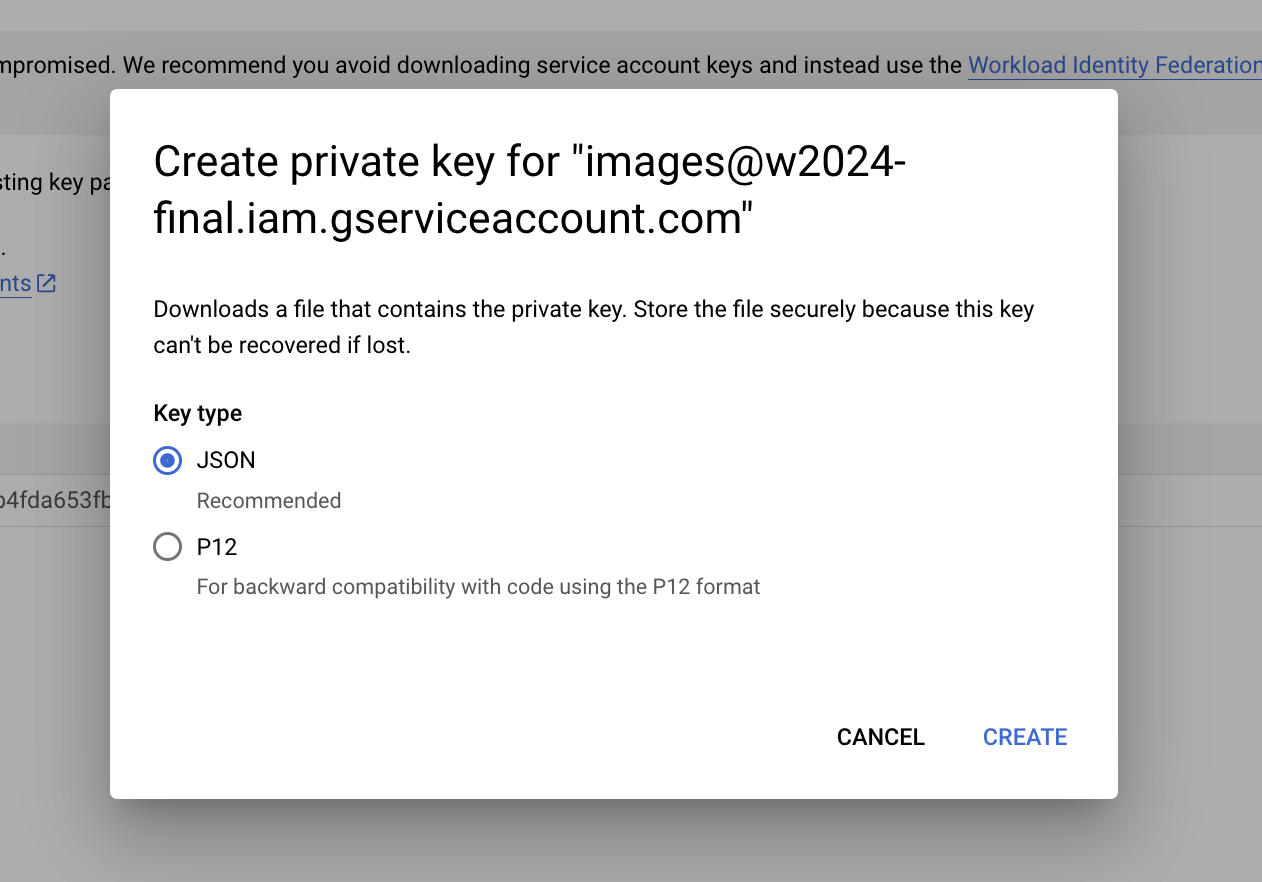 mpromised. We recommend you avoid downloading service account keys and instead use the Workload Identity Federation
Create private key for "images@w2024-
final.iam.gserviceaccount.com"
sting key pa
.
nts
Downloads a file that contains the private key. Store the file securely because this key
can't be recovered if lost.
Key type
JSON
Recommended
b4fda653fb
P12
For backward compatibility with code using the P12 format
CANCEL
CREATE